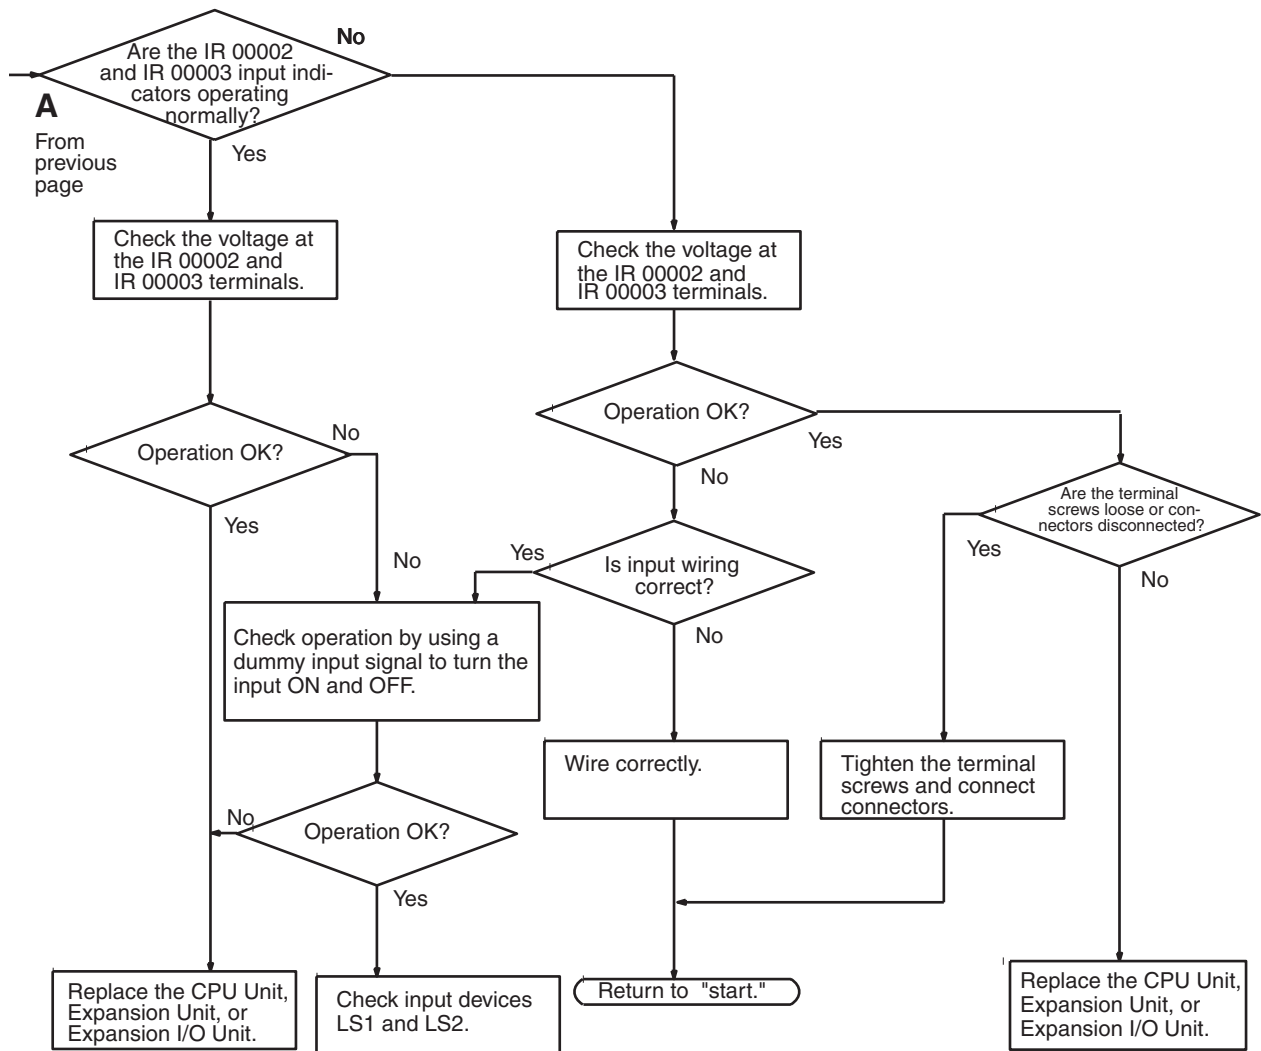 No
Are the IR 00002
and IR 00003 input indi-
cators operating
normally?
A
From
previous
page
Yes
Check the voltage at
the IR 00002 and
IR 00003 terminals.
Check the voltage at
the IR 00002 and
IR 00003 terminals.
Operation OK?
No
Yes
Operation OK?
Yes
No
Are the terminal
screws loose or con-
nectors disconnected?
Yes
No
No
Yes
Is input wiring
correct?
No
Check operation by using a
dummy input signal to turn the
input ON and OFF.
Wire correctly.
Tighten the terminal
screws and connect
connectors.
No
Operation OK?
Yes
Replace the CPU Unit,
Expansion Unit, or
Expansion I/O Unit.
Check input devices
LS1 and LS2.
Return to "start."
Replace the CPU Unit,
Expansion Unit, or
Expansion I/O Unit.